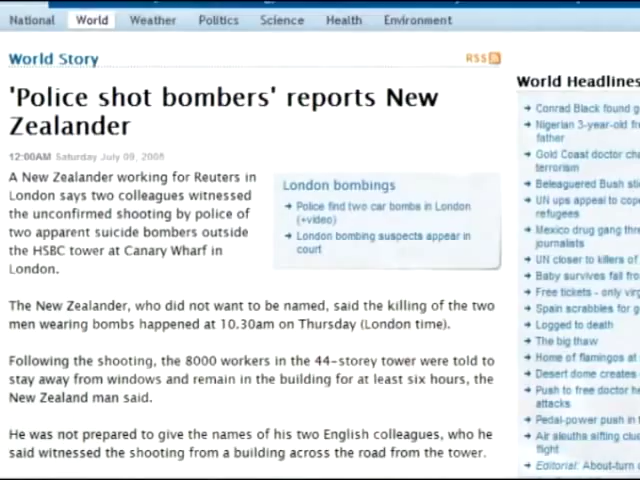 National World Weather Politics Science Health Environment
World Story
RSS
'Police shot bombers' reports New
Zealander
12:00AM Saturday July 09, 2005
A New Zealander working for Reuters in
London says two colleagues witnessed
the unconfirmed shooting by police of
two apparent suicide bombers outside
the HSBC tower at Canary Wharf in
London.
London bombings
Police find two car bombs in London
(+video)
London bombing suspects appear in
court
The New Zealander, who did not want to be named, said the killing of the two
men wearing bombs happened at 10.30am on Thursday (London time).
Following the shooting, the 8000 workers in the 44-storey tower were told to
stay away from windows and remain in the building for at least six hours, the
New Zealand man said.
He was not prepared to give the names of his two English colleagues, who he
said witnessed the shooting from a building across the road from the tower.
World Headlines
Conrad Black found g
Nigerian 3-year-old fr
father
Gold Coast doctor cha
terrorism
Beleaguered Bush sti
UN ups appeal to cope
refugees
Mexico drug gang thre
journalists
UN closer to killers of
Baby survives fall fro
Free tickets - only virg
Spain scrabbles for g
Logged to death
The big thaw
Home of flamingos at
Desert dome creates
Push to free doctor he
attacks
Pedal-power push in
Air sleuths sifting clue
flight
Editorial: About-turn